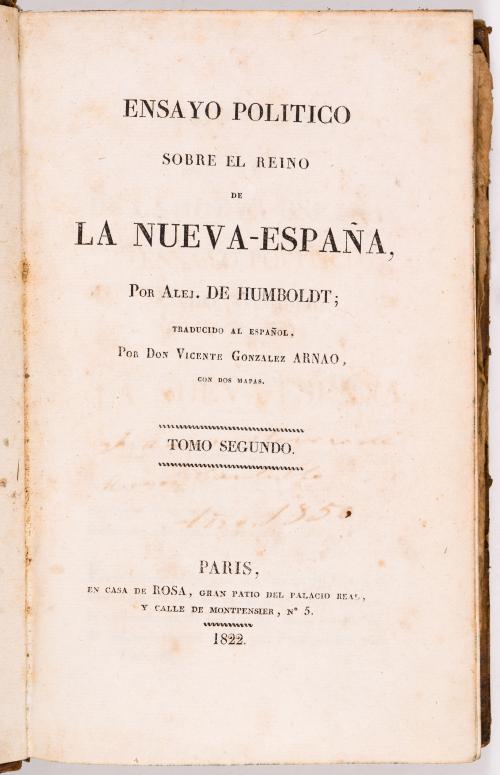 ENSAYO POLITICO
SOBRE EL REINO
DE
LA NUEVA-ESPAÑA,
POR ALEJ. DE HUMBOLDT;
TRADUCIDO AL ESPAÑOL,
POR DON VICENTE GONZALEZ ARNAO,
CON DOS MAPAS.
TOMO SEGUNDO.
PARIS,
EN CASA DE ROSA, GRAN PATIO DEL PALACIO REAL,
Y CALLE DE MONTPENSIER, Nº 5.
1822.